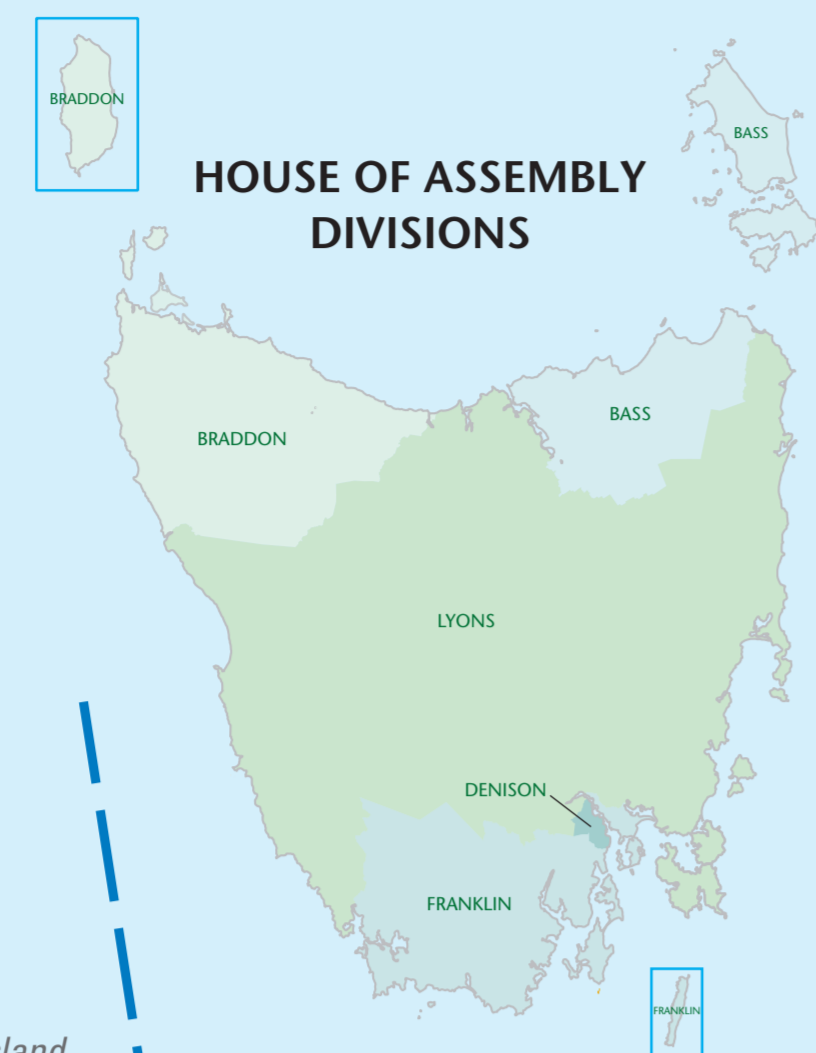 BRADDON
BASS
HOUSE OF ASSEMBLY
DIVISIONS
BASS
BRADDON
LYONS
DENISON
FRANKLIN
FRANKLIN